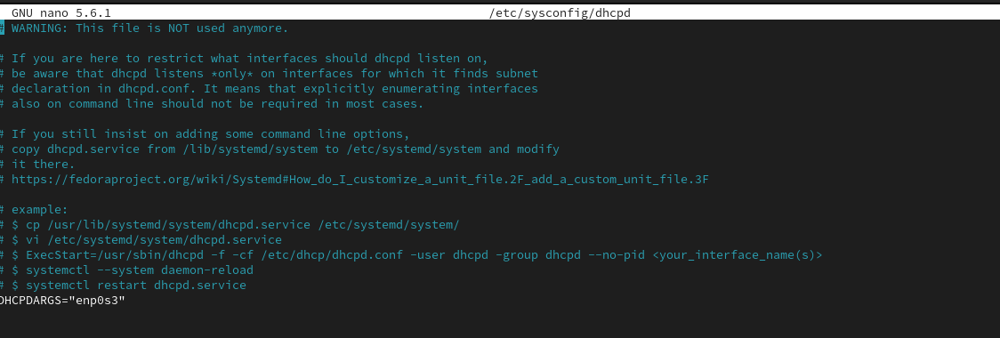 GNU nano 5.6.1 /etc/sysconfig/dhcpd
# WARNING: This file is NOT used anymore.
# If you are here to restrict what interfaces should dhcpd listen on,
# be aware that dhcpd listens *only* on interfaces for which it finds subnet
# declaration in dhcpd.conf. It means that explicitly enumerating interfaces
# also on command line should not be required in most cases.
# If you still insist on adding some command line options,
# copy dhcpd.service from /lib/systemd/system to /etc/systemd/system and modify
# it there.
# https://fedoraproject.org/wiki/Systemd#How_do_I_customize_a_unit_file.2F_add_a_custom_unit_file.3F
# example:
# $ cp /usr/lib/systemd/system/dhcpd.service /etc/systemd/system/
# $ vi /etc/systemd/system/dhcpd.service
# $ ExecStart=/usr/sbin/dhcpd -f -cf /etc/dhcp/dhcpd.conf -user dhcpd -group dhcpd --no-pid <your_interface_name(s)>
# $ systemctl --system daemon-reload
# $ systemctl restart dhcpd.service
DHCPDARGS="enp0s3"